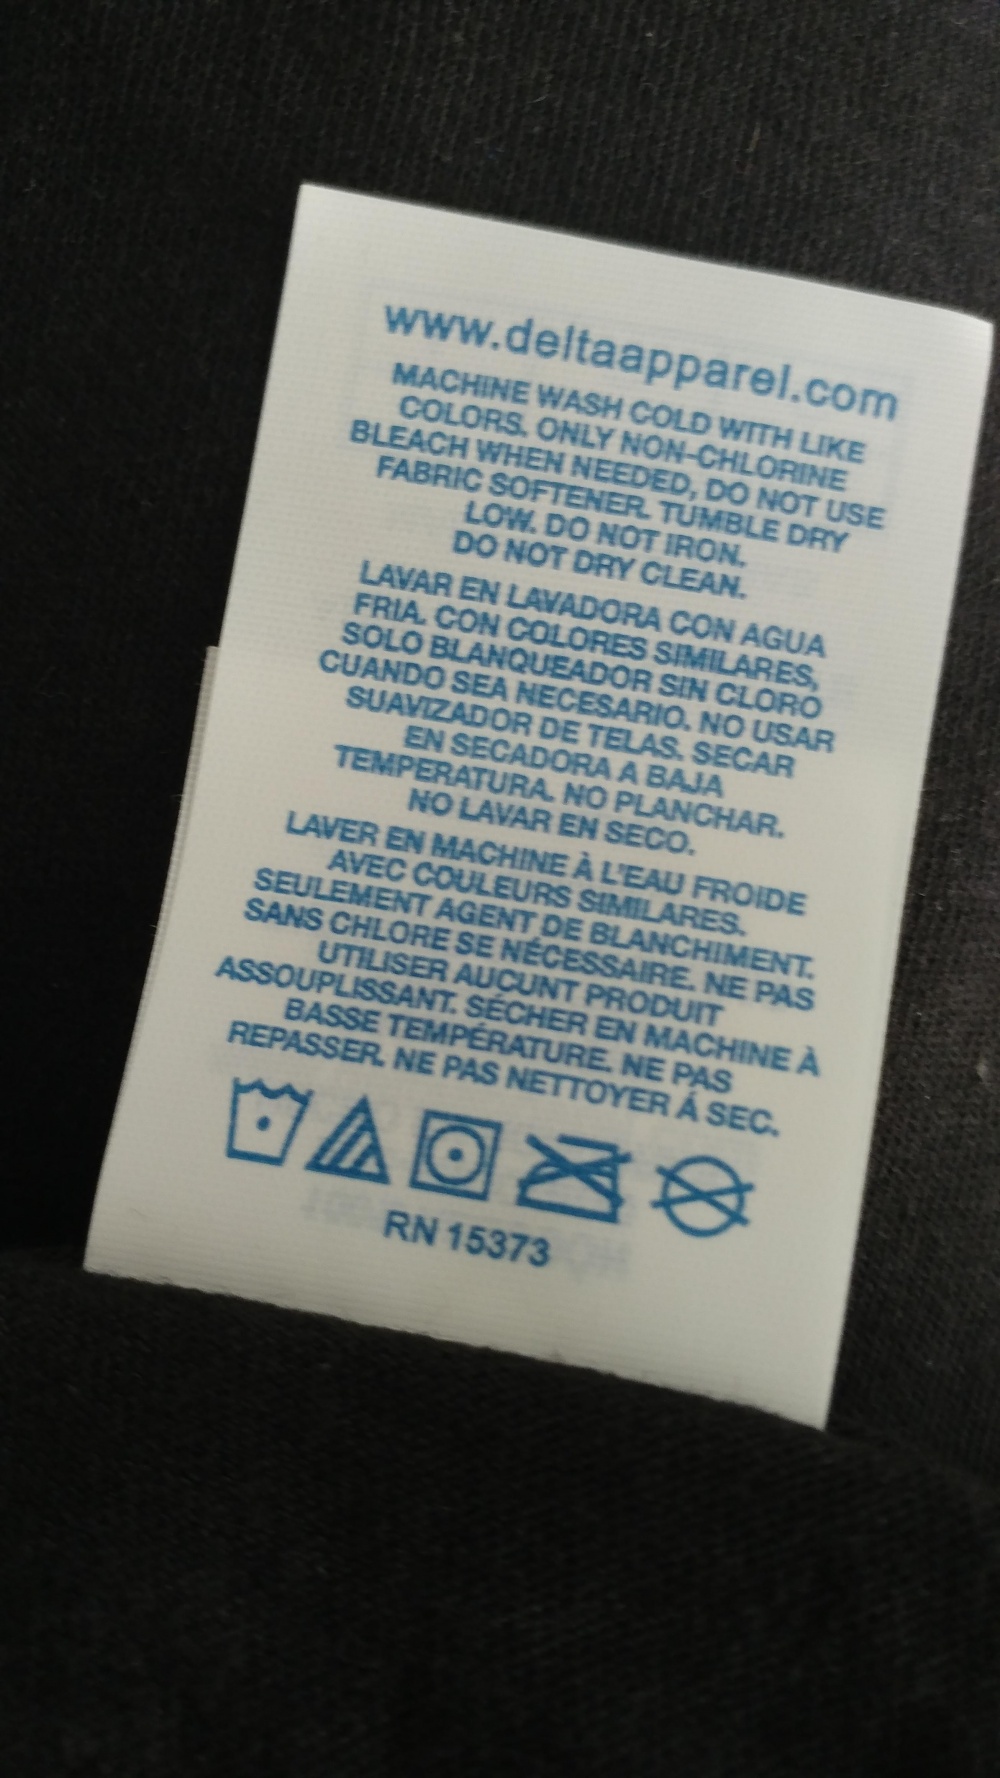 www.deltaapparel.com
MACHINE WASH COLD WITH LIKE
COLORS. ONLY NON-CHLORINE
BLEACH WHEN NEEDED, DO NOT USE
FABRIC SOFTENER. TUMBLE DRY
LOW. DO NOT IRON.
DO NOT DRY CLEAN.
LAVAR EN LAVADORA CON AGUA
FRIA. CON COLORES SIMILARES,
SOLO BLANQUEADOR SIN CLORO
CUANDO SEA NECESARIO. NO USAR
SUAVIZADOR DE TELAS. SECAR
EN SECADORA A BAJA
TEMPERATURA. NO PLANCHAR.
NO LAVAR EN SECO.
LAVER EN MACHINE À L'EAU FROIDE
AVEC COULEURS SIMILARES.
SEULEMENT AGENT DE BLANCHIMENT.
SANS CHLORE SE NÉCESSAIRE. NE PAS
UTILISER AUCUNT PRODUIT
ASSOUPLISSANT. SÉCHER EN MACHINE À
BASSE TEMPÉRATURE. NE PAS
REPASSER. NE PAS NETTOYER Á SEC.
RN 15373